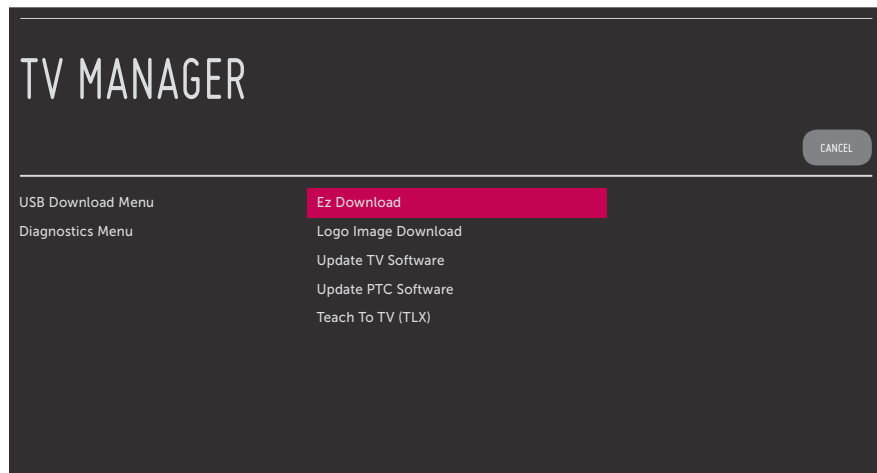 TV MANAGER
CANCEL
USB Download Menu
Diagnostics Menu
Ez Download
Logo Image Download
Update TV Software
Update PTC Software
Teach To TV (TLX)